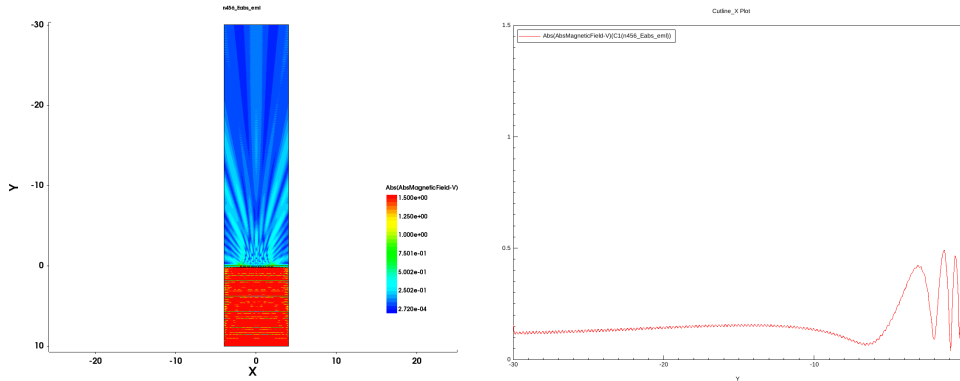 n456_Eabs_eml
-30
-20
-10
0
10
Y
-20
-10
0
10
20
X
Abs(AbsMagneticField-V)
1.500e+00
1.250e+00
1.000e+00
7.501e-01
5.002e-01
2.502e-01
2.720e-04
Cutline_X Plot
Abs(AbsMagneticField-V)(C1(n456_Eabs_eml))
1.5
1
0.5
0
-30
-20
-10
Y